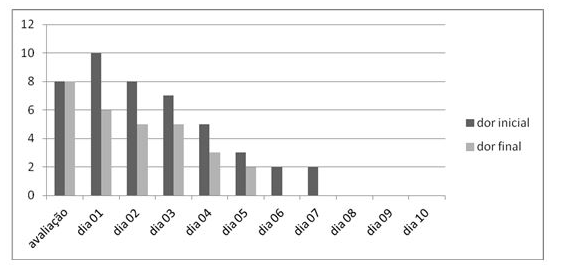 12
10
8
6
4
2
0
avaliação
dia 01
dia 02
dia 03
dia 04
dia 05
dia 06
dia 07
dia 08
dia 09
dia 10
dor inicial
dor final